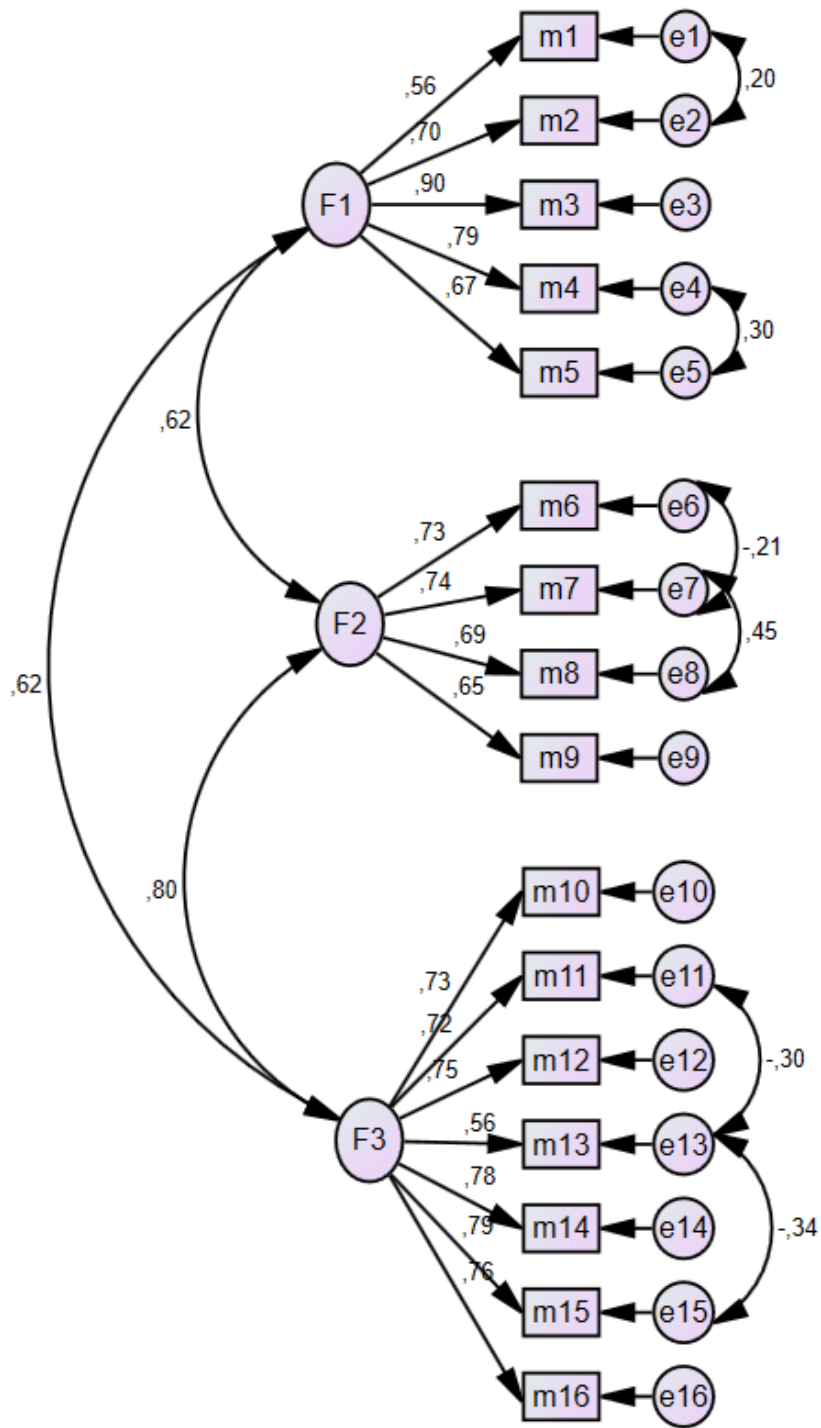 m1
e1
,56
,20
,70
m2
e2
,90
F1
m3
e3
,79
m4
e4
,67
,30
m5
e5
,62
m6
e6
,73
-,21
,74
m7
e7
F2
,69
,45
m8
e8
,65
m9
e9
,62
,80
m10
e10
,73
m11
e11
,72
-,30
,75
m12
e12
,56
F3
m13
e13
,78
m14
e14
-,34
,79
m15
e15
,76
m16
e16